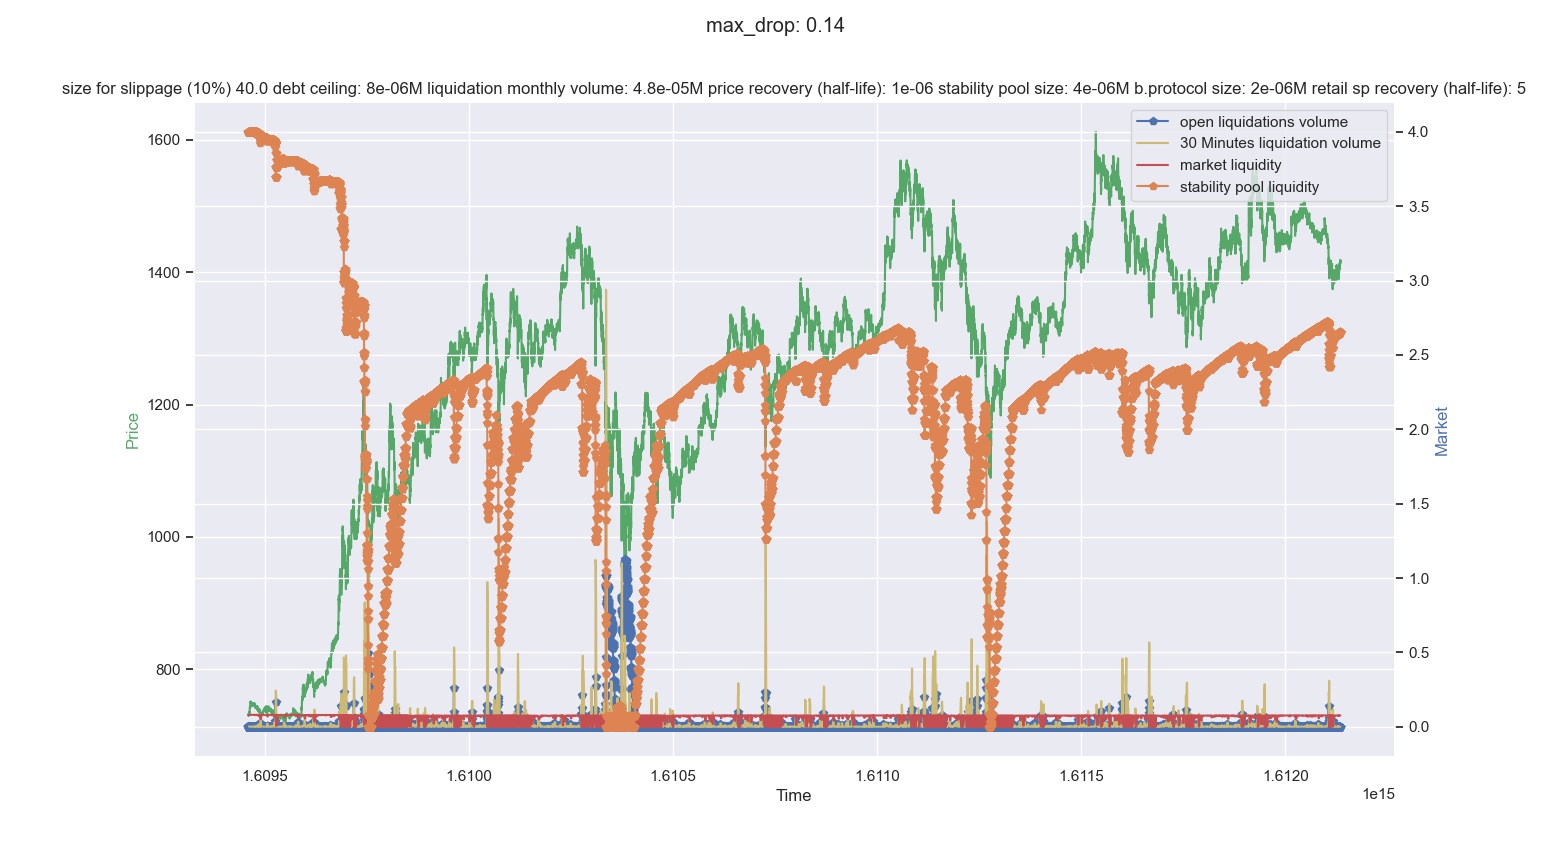 max_drop: 0.14
size for slippage (10%) 40.0 debt ceiling: 8e-06M liquidation monthly volume: 4.8e-05M price recovery (half-life): 1e-06 stability pool size: 4e-06M b.protocol size: 2e-06M retail sp recovery (half-life): 5
open liquidations volume
30 Minutes liquidation volume
market liquidity
stability pool liquidity
1600
1400
1200
1000
800
Price
4.0
3.5
3.0
2.5
2.0
1.5
1.0
0.5
0.0
Market
1.6095 1.6100 1.6105 1.6110 1.6115 1.6120
1e15
Time